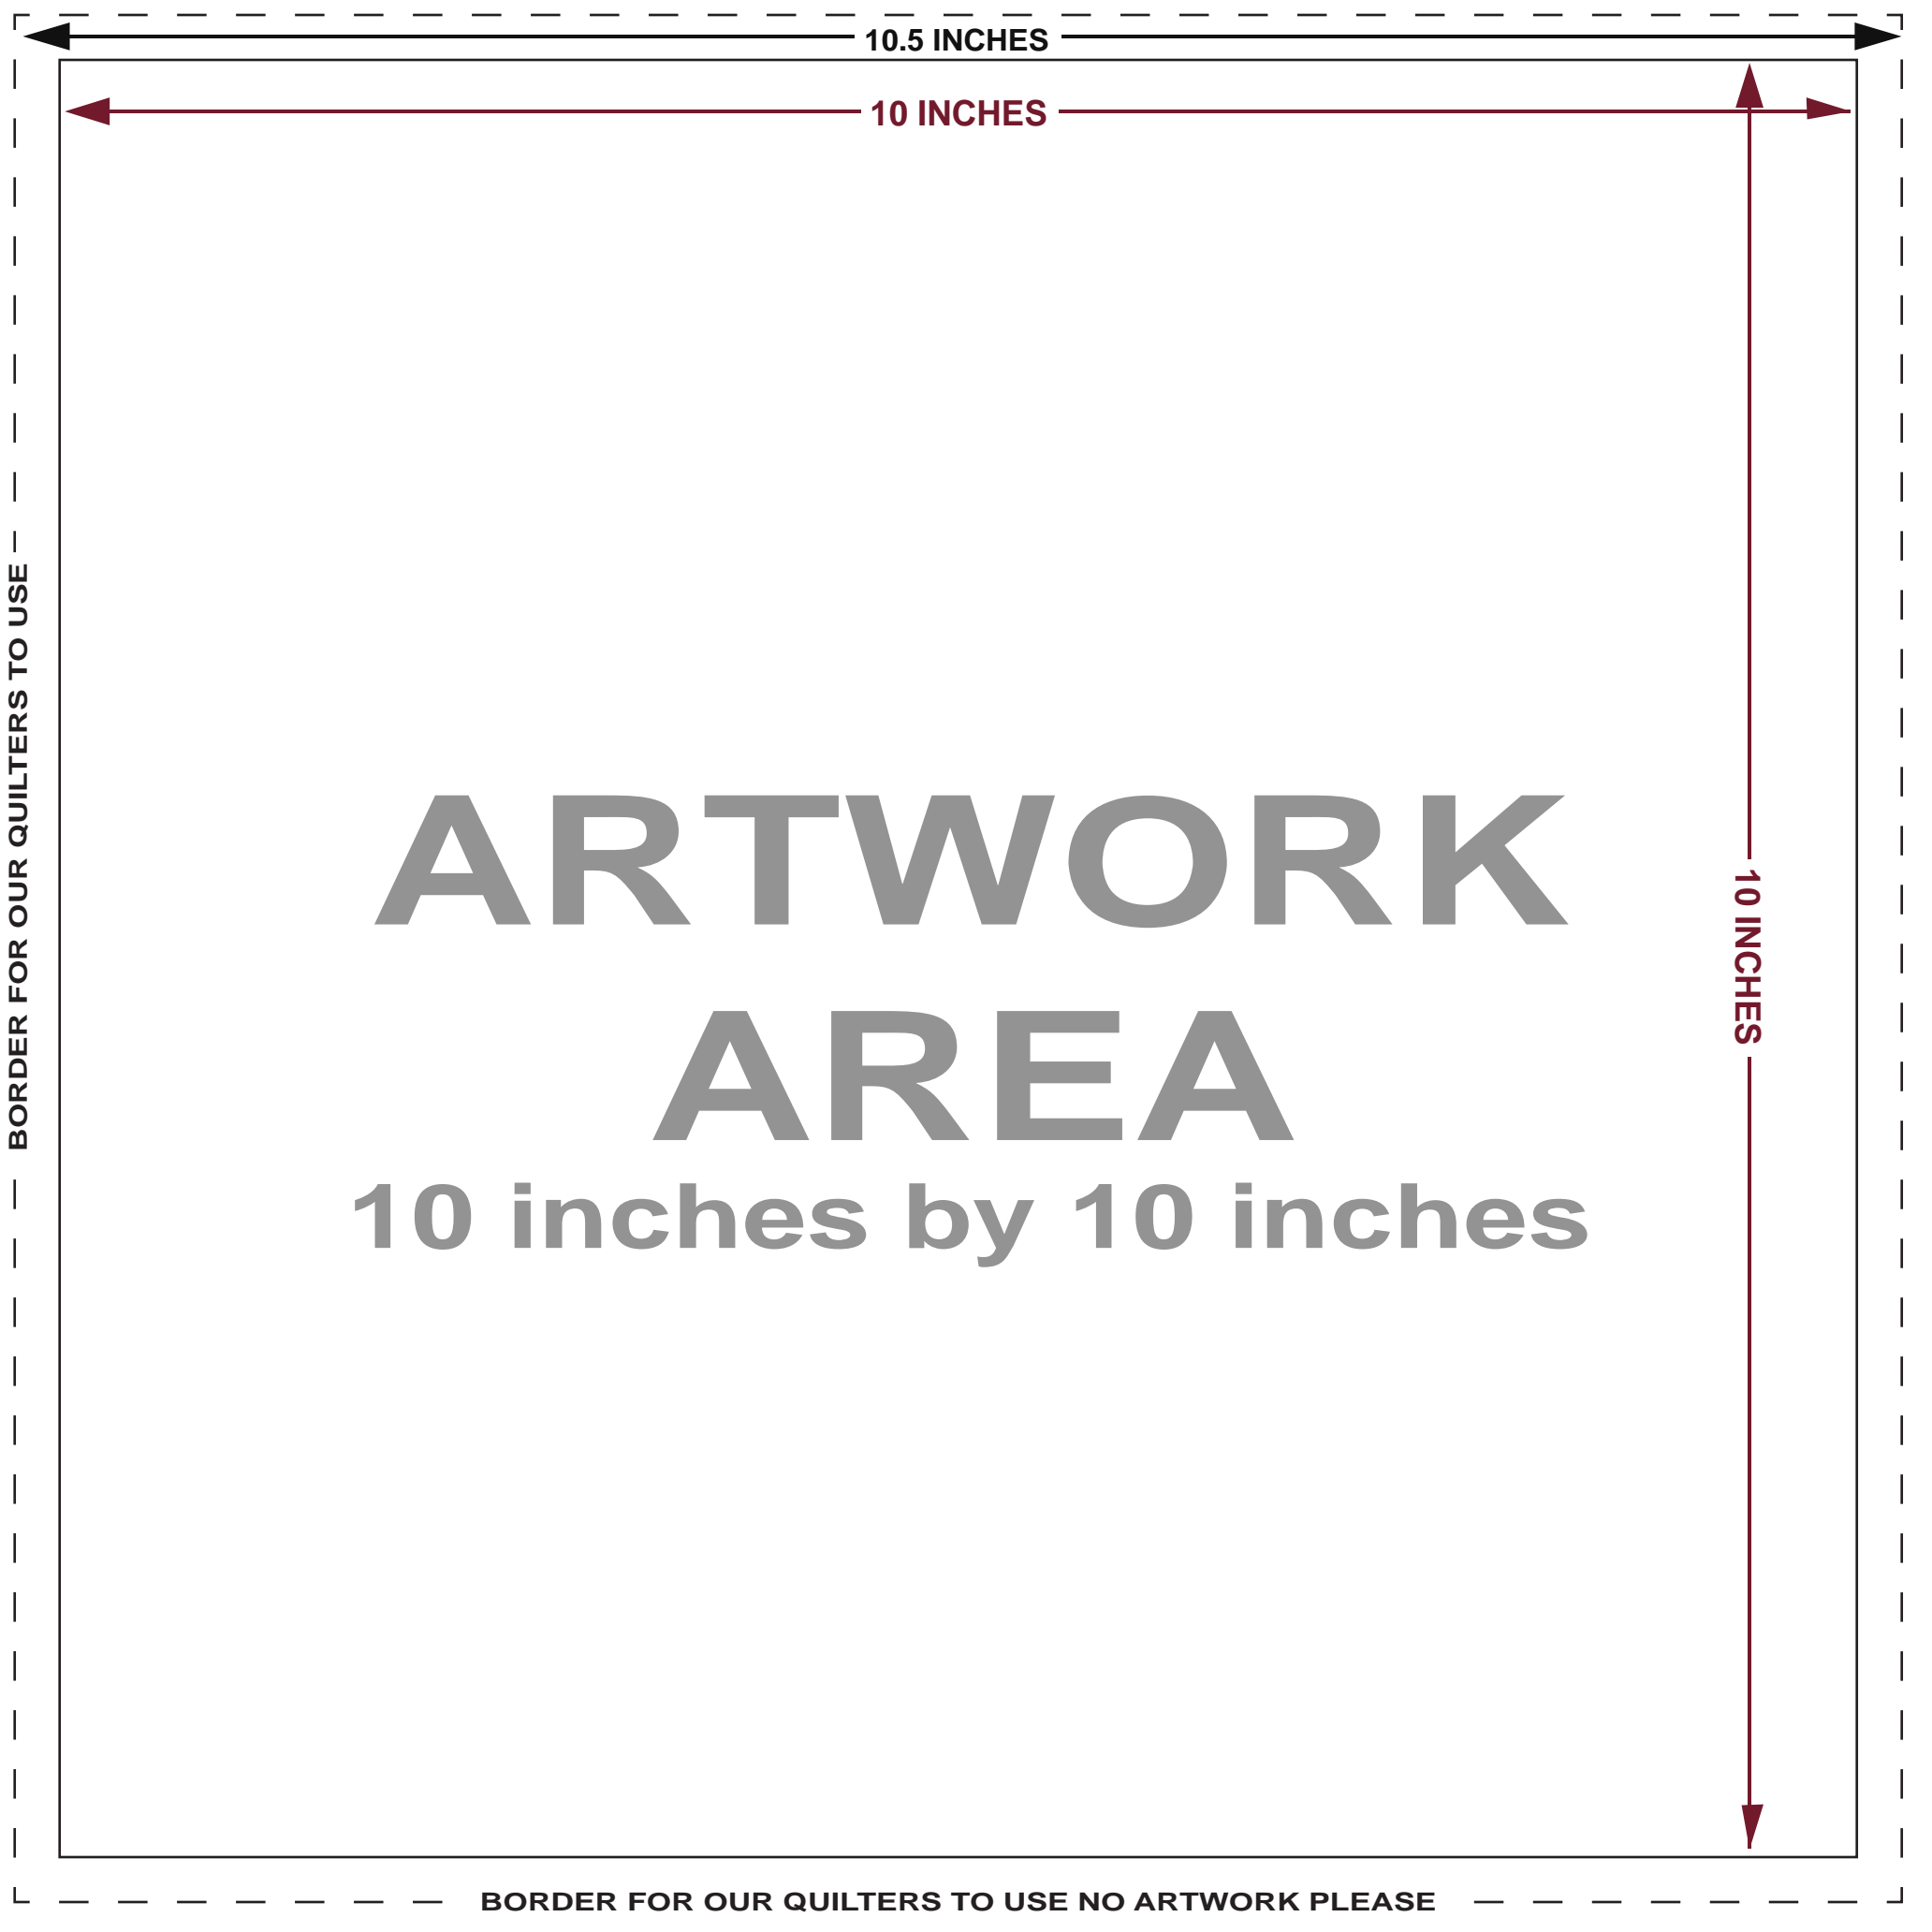 10.5 INCHES
10 INCHES
BORDER FOR OUR QUILTERS TO USE
ARTWORK
AREA
10 inches by 10 inches
10 INCHES
BORDER FOR OUR QUILTERS TO USE NO ARTWORK PLEASE